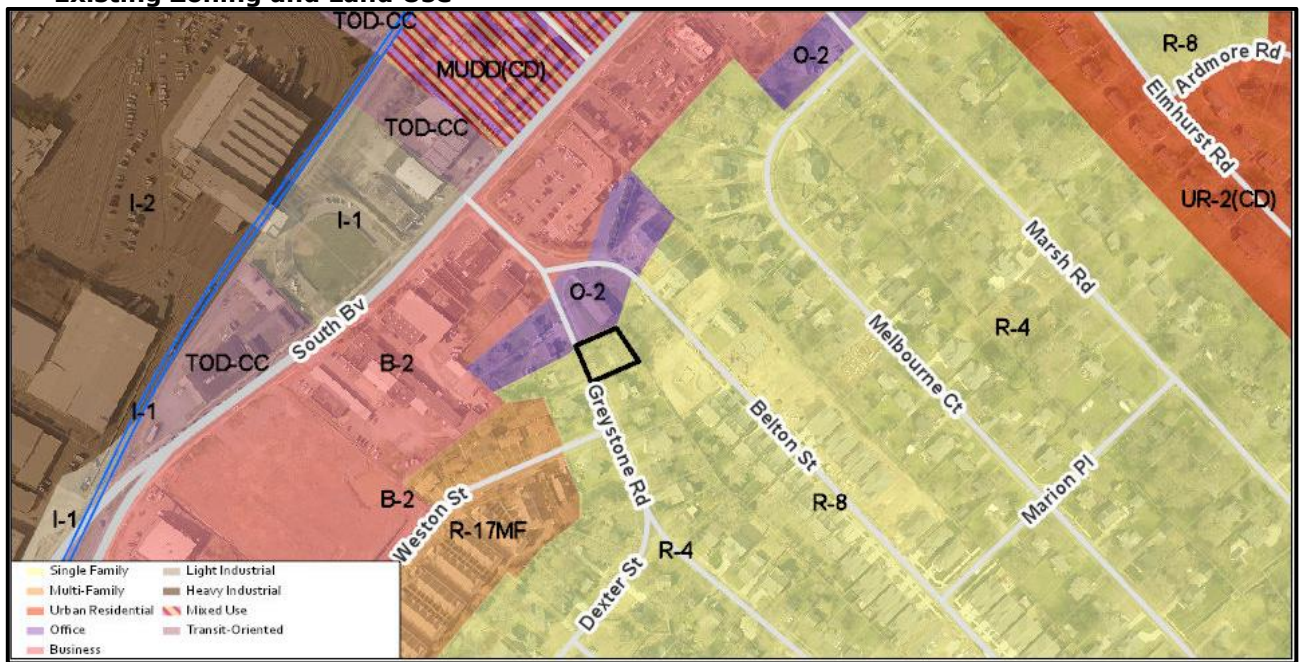 Existing Zoning and Land Use
TOD-CC
MUDD(CD)
O-2
R-8
Ardmore Rd
Elmhurst Rd
TOD-CC
UR-2(CD)
I-2
I-1
Marsh Rd
O-2
South Bv
R-4
TOD-CC
B-2
Melbourne Ct
I-1
Greystone Rd
Belton St
Marion Pl
B-2
R-8
I-1
Weston St
R-17MF
R-4
Dexter St
Single Family
Light Industrial
Multi-Family
Heavy Industrial
Urban Residential
Mixed Use
Office
Transit-Oriented
Business